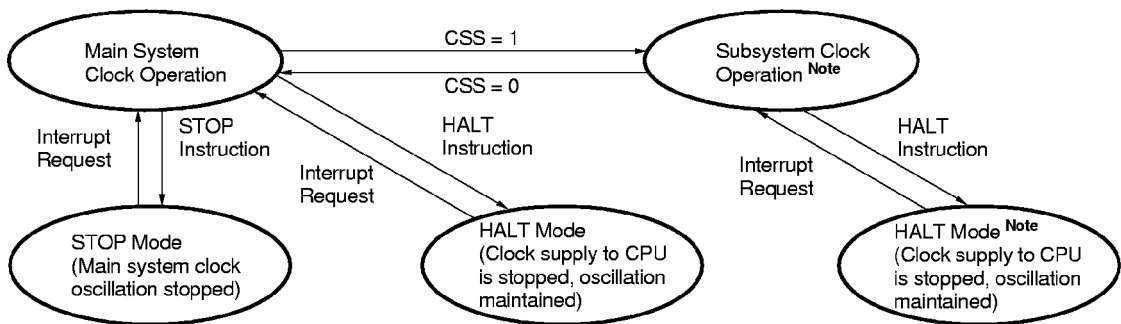 Main System
Clock Operation
CSS = 1
CSS = 0
Subsystem Clock
Operation Note
Interrupt
Request
STOP
Instruction
HALT
Instruction
Interrupt
Request
HALT
Instruction
Interrupt
Request
STOP Mode
(Main system clock
oscillation stopped)
HALT Mode
(Clock supply to CPU
is stopped, oscillation
maintained)
HALT Mode Note
(Clock supply to CPU
is stopped, oscillation
maintained)